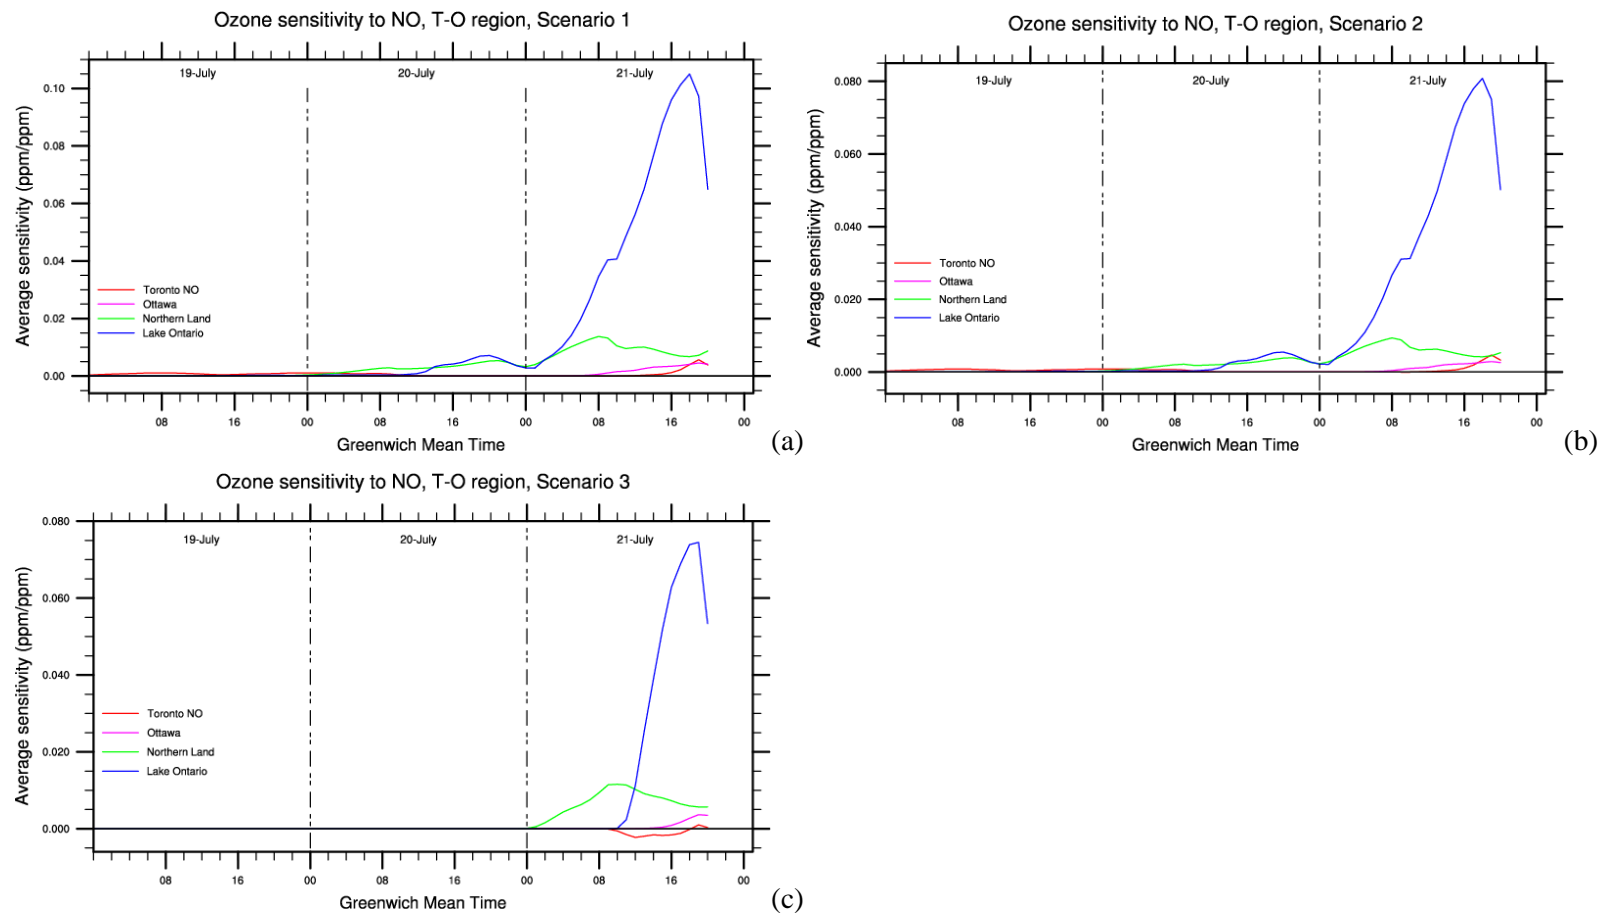 Ozone sensitivity to NO, T-O region, Scenario 1
Average sensitivity (ppm/ppm)
0.10
0.08
0.06
0.04
0.02
0.00
19-July
20-July
21-July
Toronto NO
Ottawa
Northern Land
Lake Ontario
08 16 00 08 16 00 08 16 00
Greenwich Mean Time
(a)
Ozone sensitivity to NO, T-O region, Scenario 2
Average sensitivity (ppm/ppm)
0.080
0.060
0.040
0.020
0.000
19-July
20-July
21-July
Toronto NO
Ottawa
Northern Land
Lake Ontario
08 16 00 08 16 00 08 16 00
Greenwich Mean Time
(b)
Ozone sensitivity to NO, T-O region, Scenario 3
Average sensitivity (ppm/ppm)
0.080
0.060
0.040
0.020
0.000
19-July
20-July
21-July
Toronto NO
Ottawa
Northern Land
Lake Ontario
08 16 00 08 16 00 08 16 00
Greenwich Mean Time
(c)